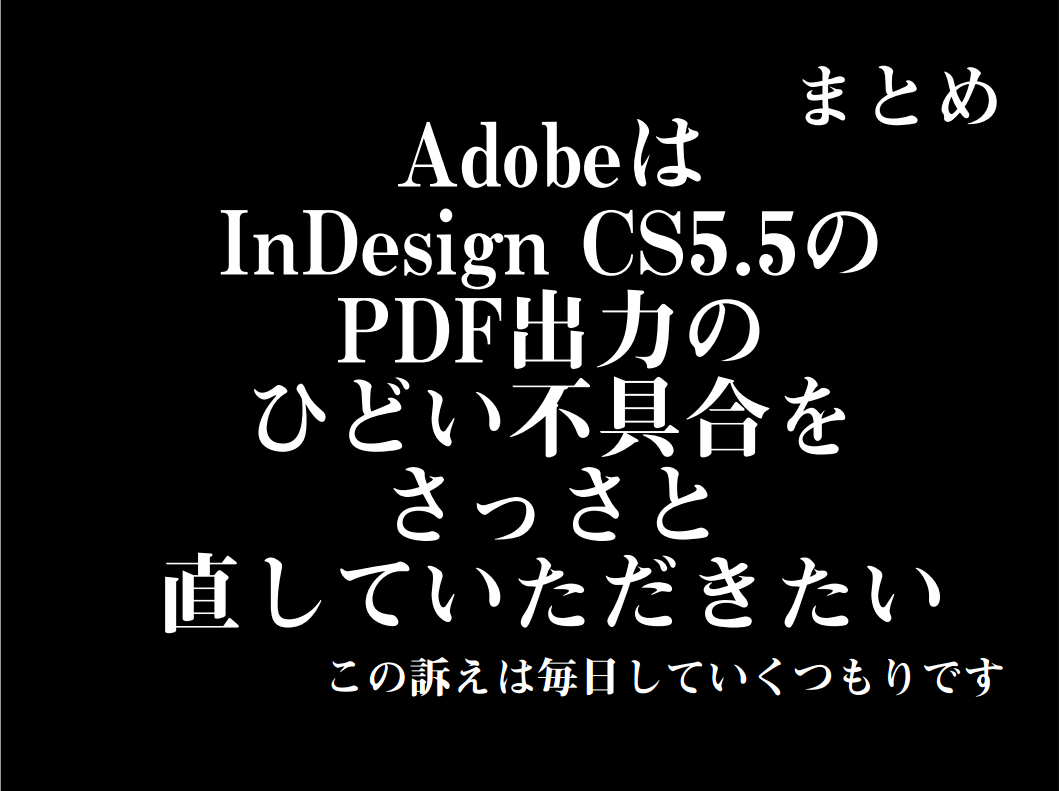 まとめ
Adobeは
InDesign CS5.5の
PDF出力の
ひどい不具合を
さっさと
直していただきたい
この訴えは毎日していくつもりです